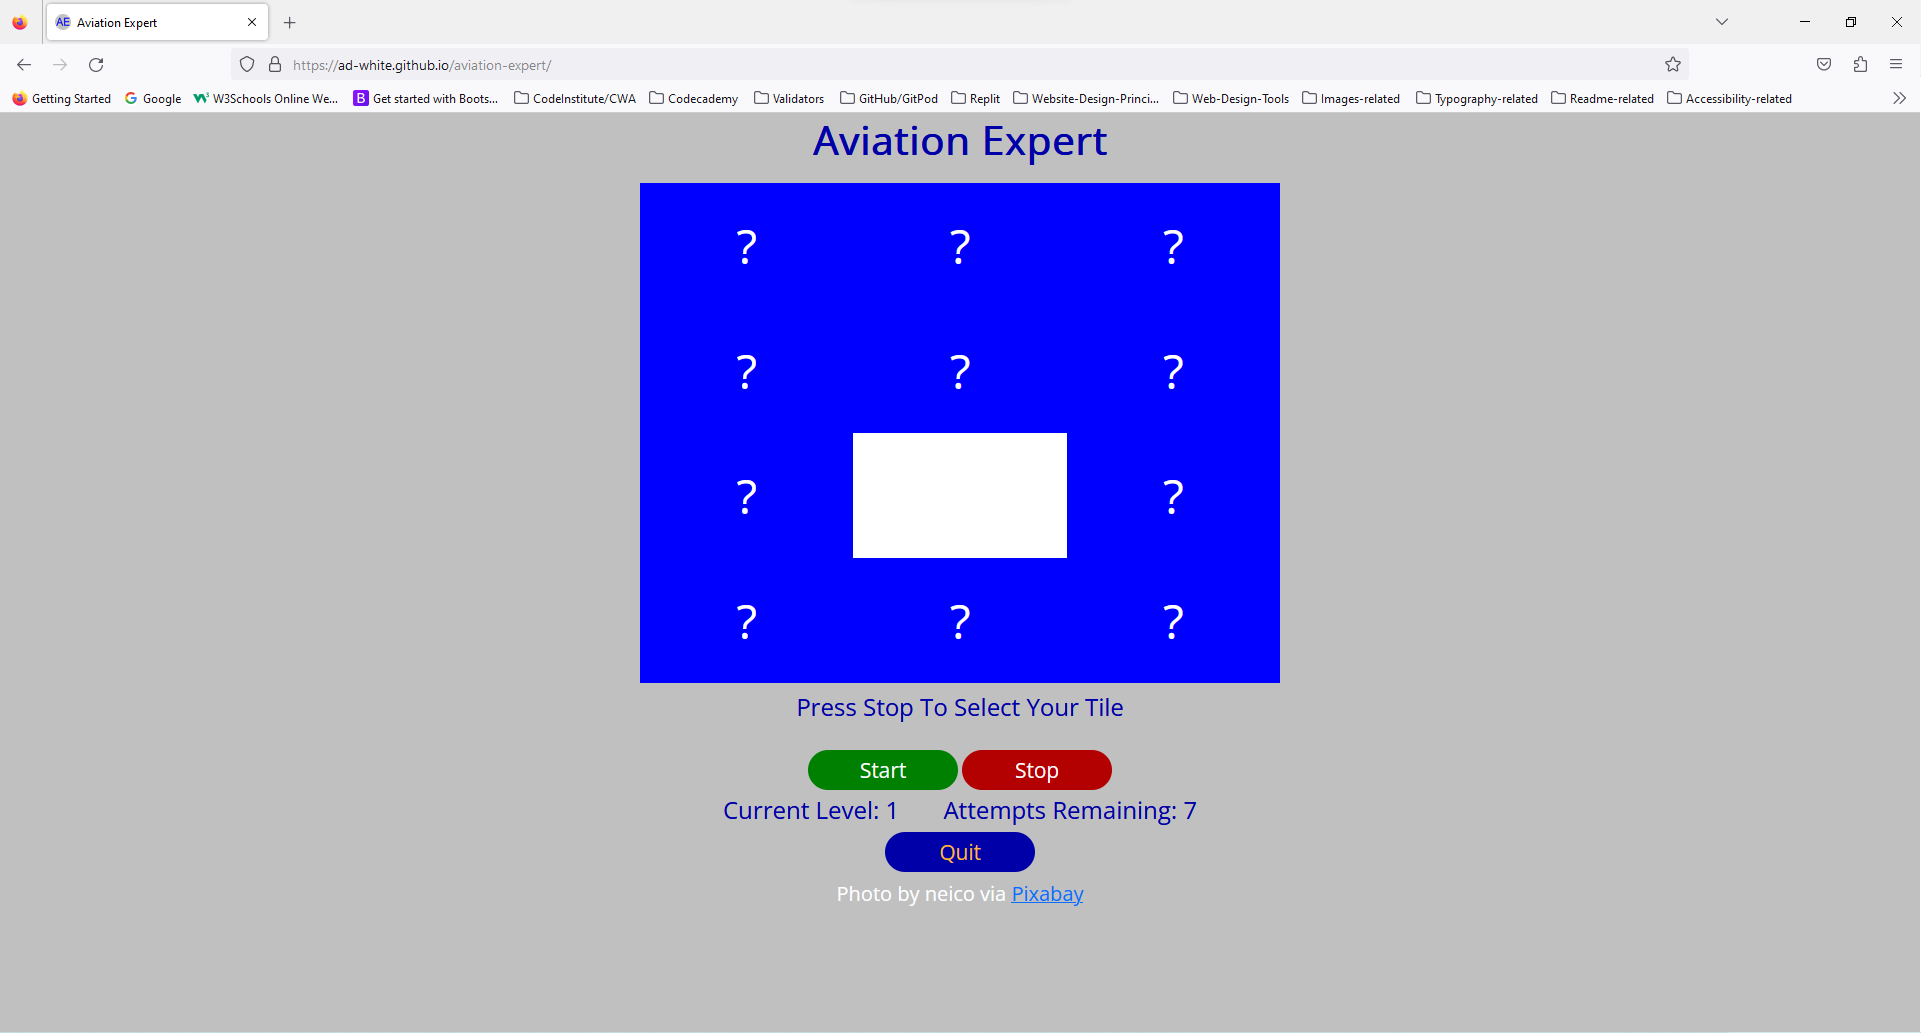 AE Aviation Expert
https://ad-white.github.io/aviation-expert/
Getting Started Google W3Schools Online We... B Get started with Boots... CodeInstitute/CWA Codecademy Validators GitHub/GitPod Replit Website-Design-Princi... Web-Design-Tools Images-related Typography-related Readme-related Accessibility-related
Aviation Expert
? ? ?
? ? ?
? ?
? ? ?
Press Stop To Select Your Tile
Start Stop
Current Level: 1 Attempts Remaining: 7
Quit
Photo by neico via Pixabay